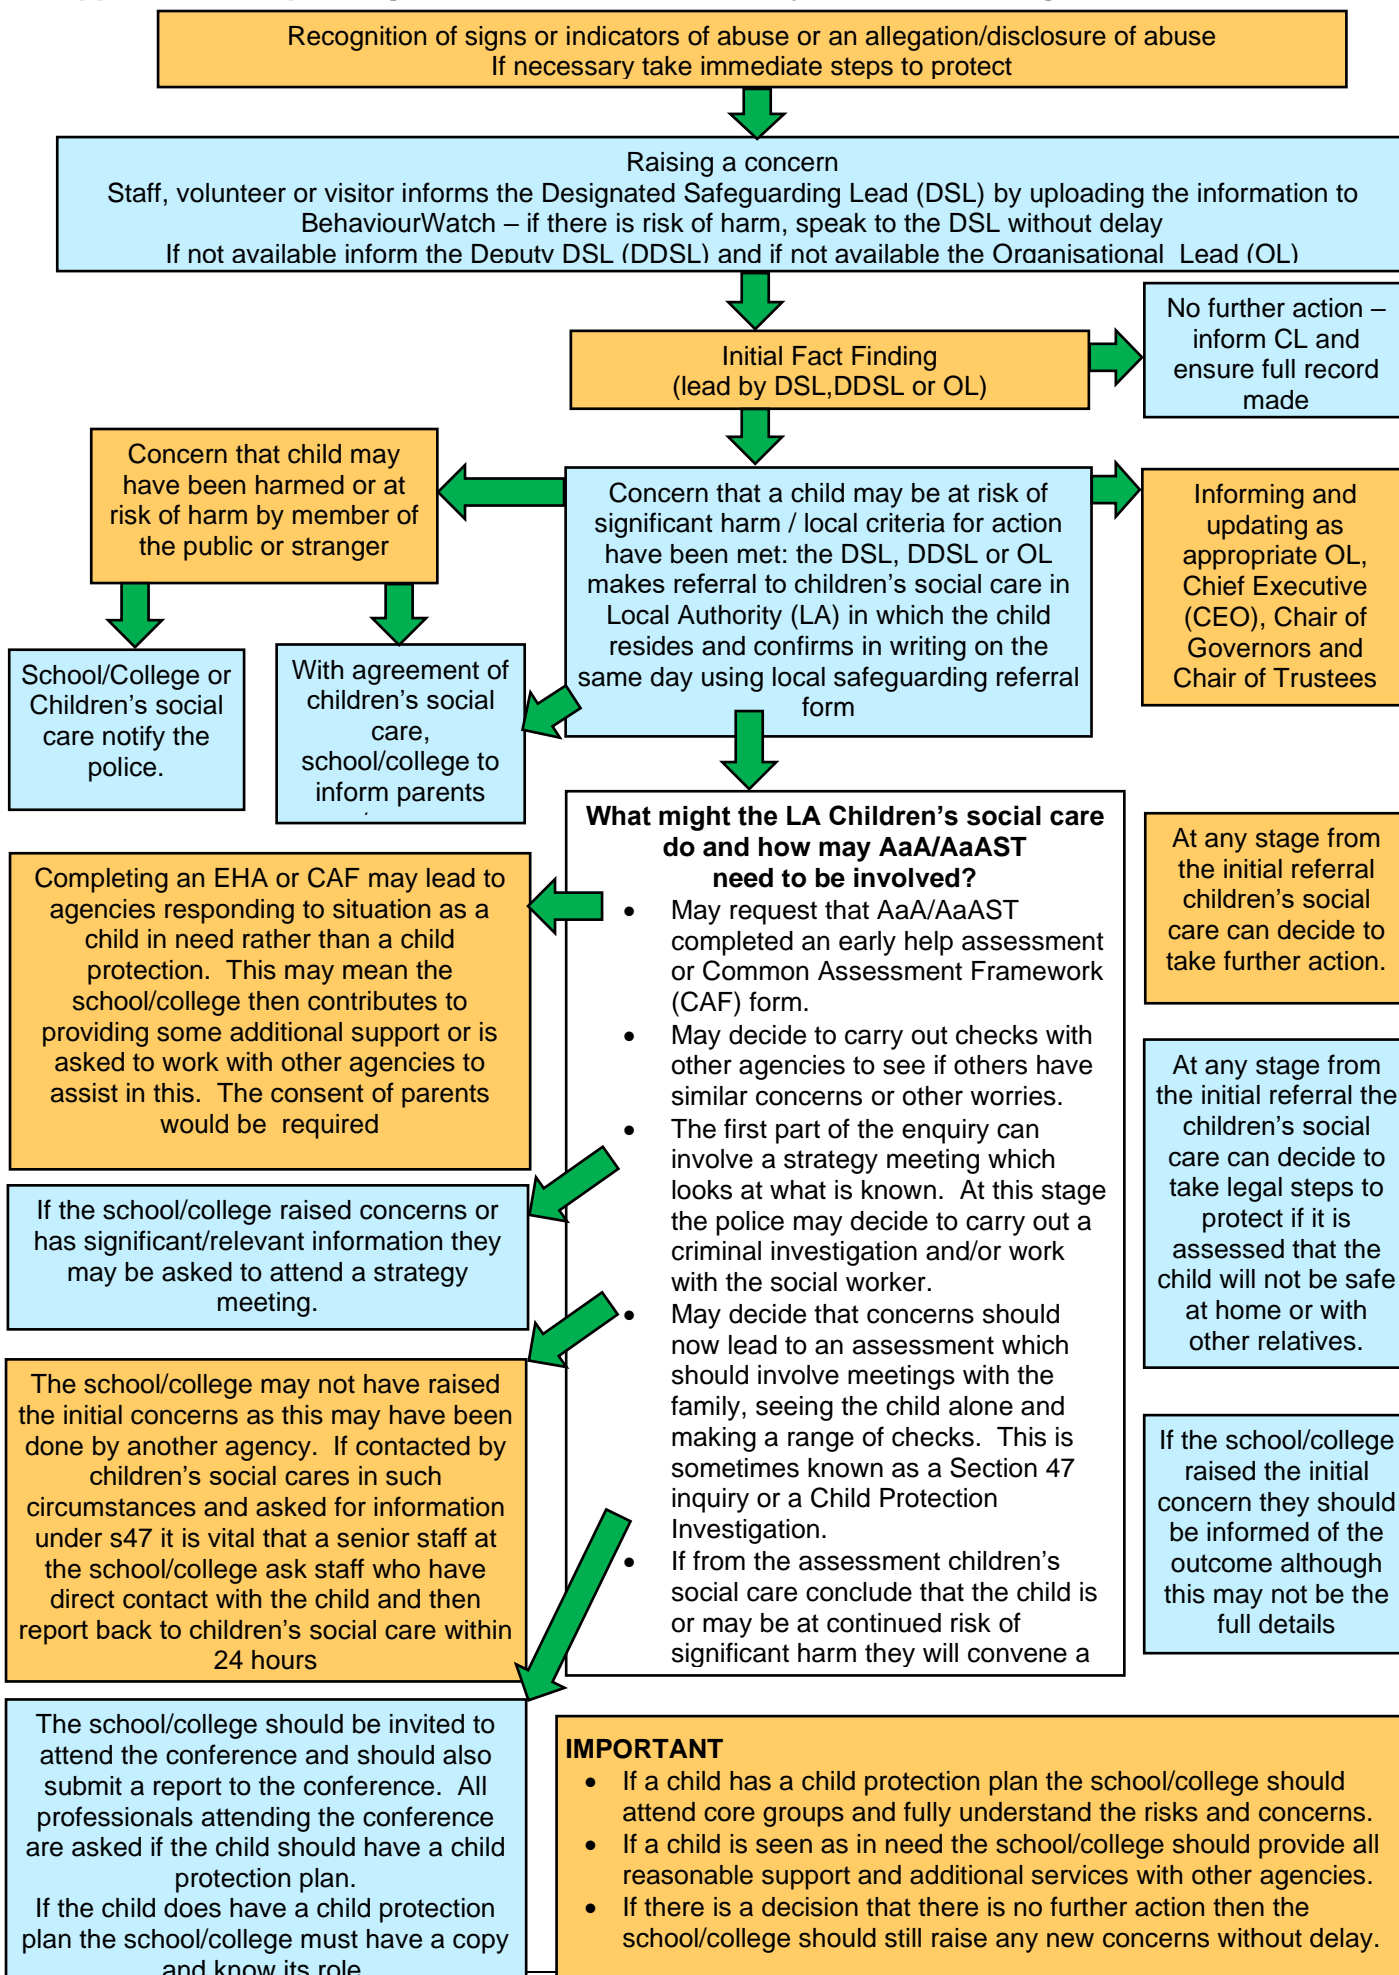 Recognition of signs or indicators of abuse or an allegation/disclosure of abuse
If necessary take immediate steps to protect
Raising a concern
Staff, volunteer or visitor informs the Designated Safeguarding Lead (DSL) by uploading the information to
BehaviourWatch – if there is risk of harm, speak to the DSL without delay
If not available inform the Deputy DSL (DDSL) and if not available the Organisational  Lead (OL)
Initial Fact Finding
(lead by DSL,DDSL or OL)
No further action –
inform CL and
ensure full record
made
Concern that child may
have been harmed or at
risk of harm by member of
the public or stranger
Concern that a child may be at risk of
significant harm / local criteria for action
have been met: the DSL, DDSL or OL
makes referral to children’s social care in
Local Authority (LA) in which the child
resides and confirms in writing on the
same day using local safeguarding referral
form
Informing and
updating as
appropriate OL,
Chief Executive
(CEO), Chair of
Governors and
Chair of Trustees
School/College or
Children’s social
care notify the
police.
With agreement of
children’s social
care,
school/college to
inform parents
What might the LA Children’s social care
do and how may AaA/AaAST
need to be involved?
• May request that AaA/AaAST
completed an early help assessment
or Common Assessment Framework
(CAF) form.
• May decide to carry out checks with
other agencies to see if others have
similar concerns or other worries.
• The first part of the enquiry can
involve a strategy meeting which
looks at what is known.  At this stage
the police may decide to carry out a
criminal investigation and/or work
with the social worker.
• May decide that concerns should
now lead to an assessment which
should involve meetings with the
family, seeing the child alone and
making a range of checks.  This is
sometimes known as a Section 47
inquiry or a Child Protection
Investigation.
• If from the assessment children’s
social care conclude that the child is
or may be at continued risk of
significant harm they will convene a
At any stage from
the initial referral
children’s social
care can decide to
take further action.
At any stage from
the initial referral the
children’s social
care can decide to
take legal steps to
protect if it is
assessed that the
child will not be safe
at home or with
other relatives.
If the school/college
raised the initial
concern they should
be informed of the
outcome although
this may not be the
full details
Completing an EHA or CAF may lead to
agencies responding to situation as a
child in need rather than a child
protection.  This may mean the
school/college then contributes to
providing some additional support or is
asked to work with other agencies to
assist in this.  The consent of parents
would be  required
If the school/college raised concerns or
has significant/relevant information they
may be asked to attend a strategy
meeting.
The school/college may not have raised
the initial concerns as this may have been
done by another agency.  If contacted by
children’s social cares in such
circumstances and asked for information
under s47 it is vital that a senior staff at
the school/college ask staff who have
direct contact with the child and then
report back to children’s social care within
24 hours
The school/college should be invited to
attend the conference and should also
submit a report to the conference.  All
professionals attending the conference
are asked if the child should have a child
protection plan.
If the child does have a child protection
plan the school/college must have a copy
and know its role
IMPORTANT
• If a child has a child protection plan the school/college should
attend core groups and fully understand the risks and concerns.
• If a child is seen as in need the school/college should provide all
reasonable support and additional services with other agencies.
• If there is a decision that there is no further action then the
school/college should still raise any new concerns without delay.